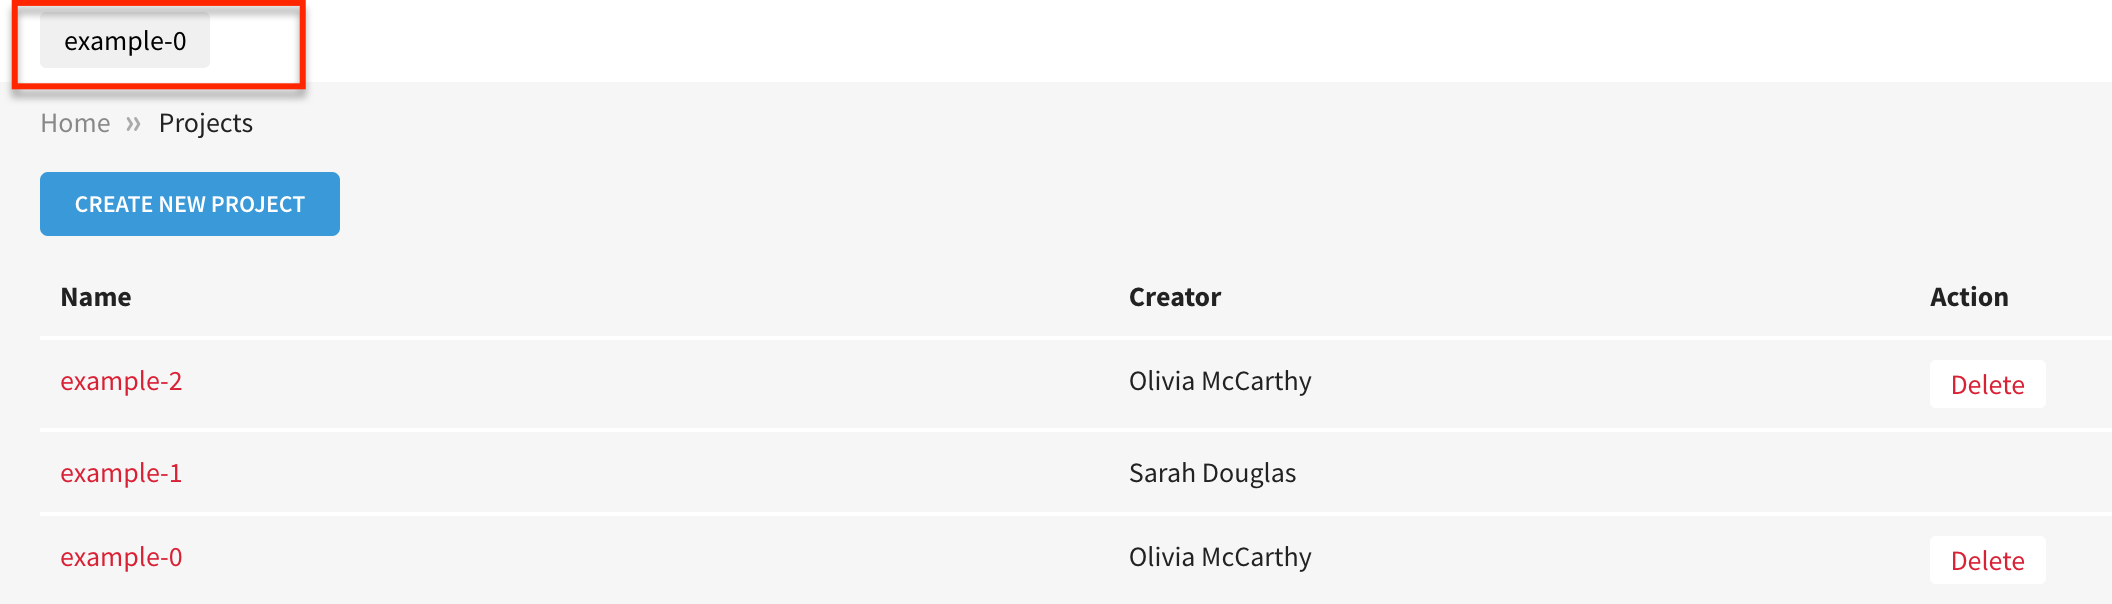 example-0
Home » Projects
CREATE NEW PROJECT
Name Creator Action
example-2 Olivia McCarthy Delete
example-1 Sarah Douglas
example-0 Olivia McCarthy Delete